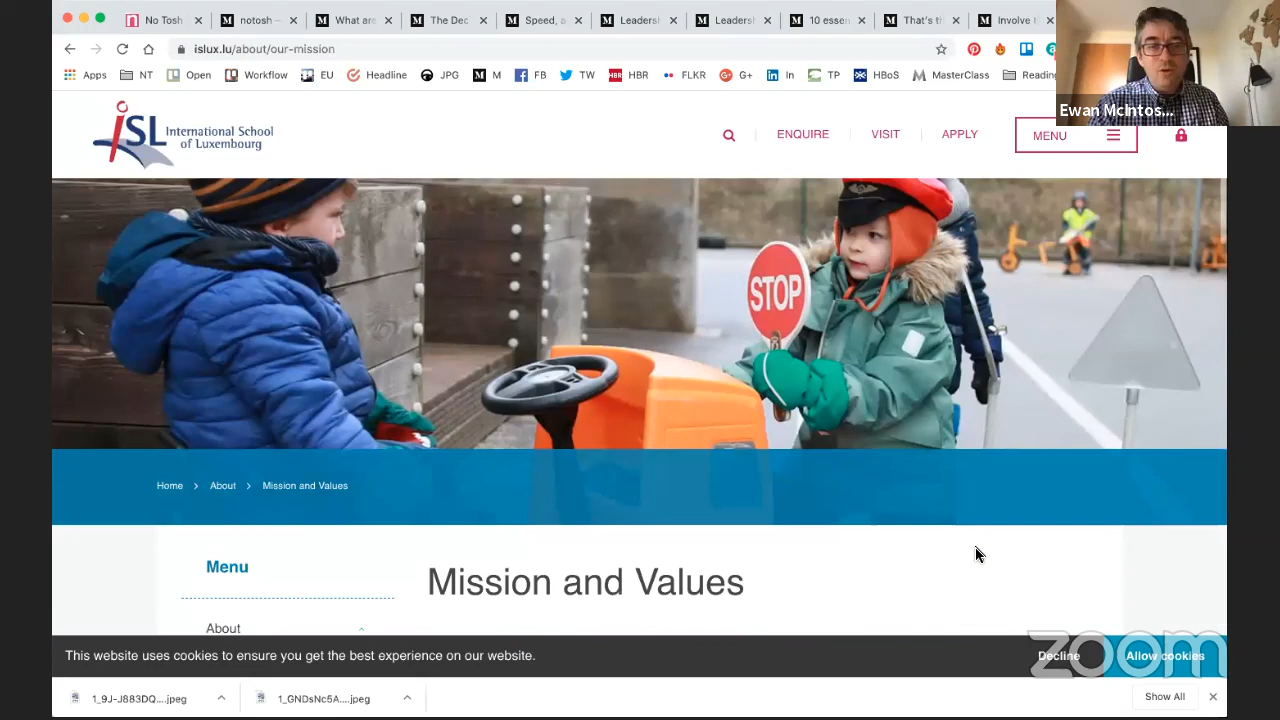 No Tosh
notosh —
What are
The Dec
Speed, a
Leaders
Leaders
10 essen
That's t
Involve
islux.lu/about/our-mission
Apps NT Open Workflow EU Headline JPG M FB TW HBR FLKR G+ In TP HBoS MasterClass Reading
Ewan McIntos...
iSL International School
of Luxembourg
ENQUIRE VISIT APPLY MENU
STOP
Home > About > Mission and Values
Menu
Mission and Values
About
This website uses cookies to ensure you get the best experience on our website.
Decline
Allow cookies
zoom
1_9J-J883DQ....jpeg
1_GNDsNc5A....jpeg
Show All